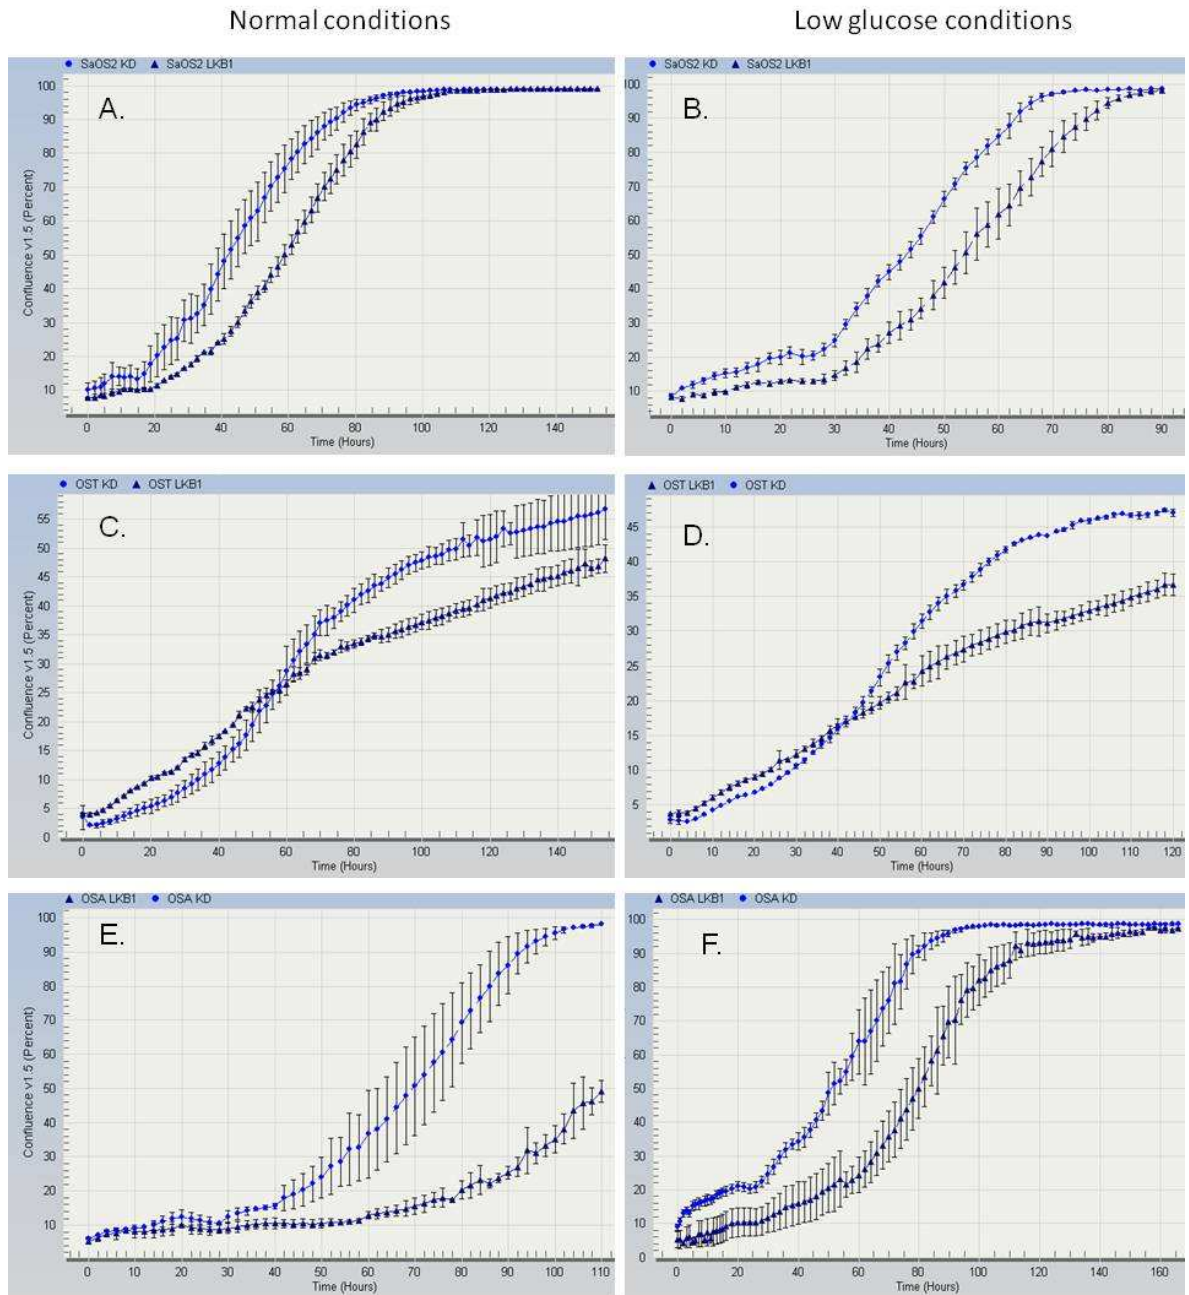 Normal conditions
Low glucose conditions
SaOS2 KD SaOS2 LKB1
A.
Confluence v1.5 (Percent)
100
90
80
70
60
50
40
30
20
10
0 20 40 60 80 100 120 140
Time (Hours)
SaOS2 KD SaOS2 LKB1
B.
100
90
80
70
60
50
40
30
20
10
0 10 20 30 40 50 60 70 80 90
Time (Hours)
OST KD OST LKB1
C.
Confluence v1.5 (Percent)
55
50
45
40
35
30
25
20
15
10
5
0
0 20 40 60 80 100 120 140
Time (Hours)
OST LKB1 OST KD
D.
45
40
35
30
25
20
15
10
5
0 10 20 30 40 50 60 70 80 90 100 110 120
Time (Hours)
OSA LKB1 OSA KD
E.
Confluence v1.5 (Percent)
100
90
80
70
60
50
40
30
20
10
0 10 20 30 40 50 60 70 80 90 100 110
Time (Hours)
OSA LKB1 OSA KD
F.
100
90
80
70
60
50
40
30
20
10
0
0 20 40 60 80 100 120 140 160
Time (Hours)